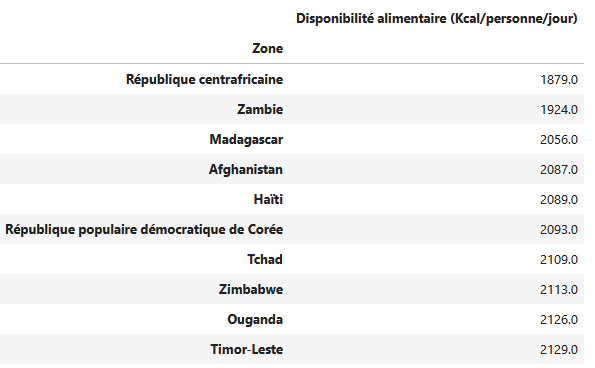 Disponibilité alimentaire (Kcal/personne/jour)
Zone
République centrafricaine 1879.0
Zambie 1924.0
Madagascar 2056.0
Afghanistan 2087.0
Haïti 2089.0
République populaire démocratique de Corée 2093.0
Tchad 2109.0
Zimbabwe 2113.0
Ouganda 2126.0
Timor-Leste 2129.0